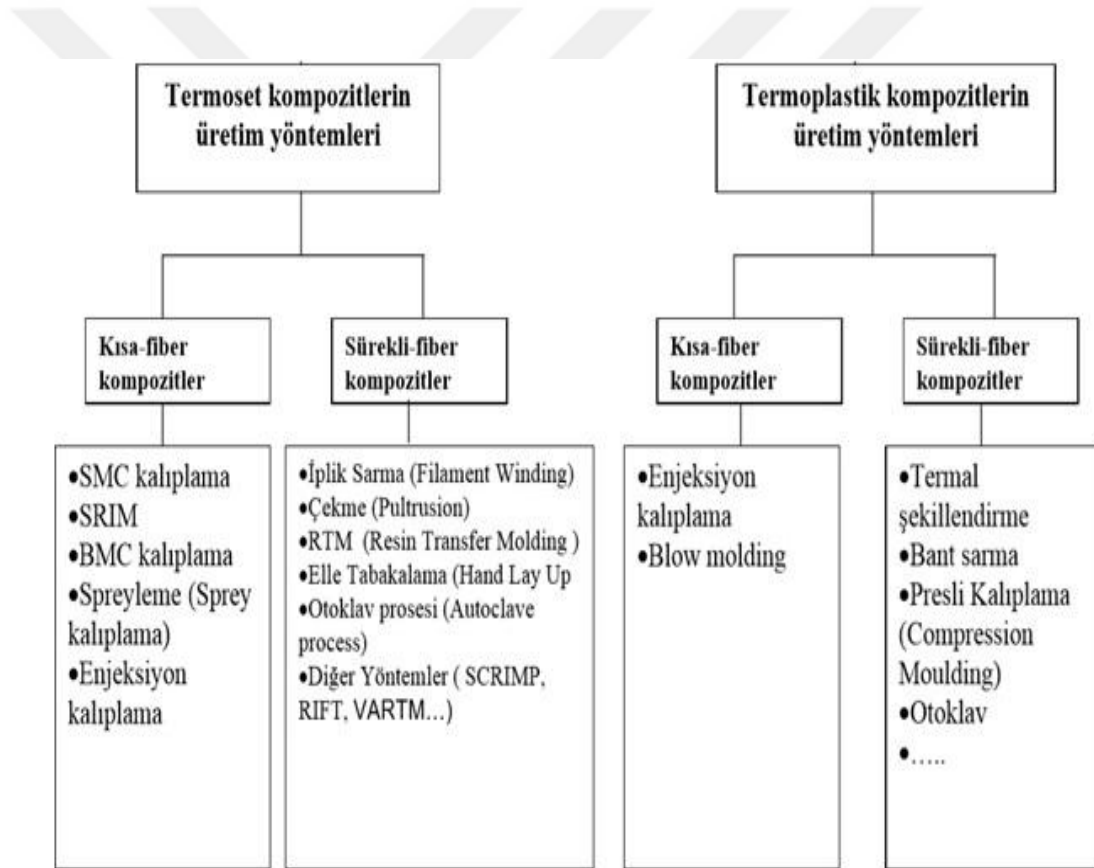 Termoset kompozitlerin
üretim yöntemleri
Termoplastik kompozitlerin
üretim yöntemleri
Kısa-fiber
kompozitler
Sürekli-fiber
kompozitler
Kısa-fiber
kompozitler
Sürekli-fiber
kompozitler
•SMC kalıplama
•SRIM
•BMC kalıplama
•Spreyleme (Sprey
kalıplama)
•Enjeksiyon
kalıplama
•İplik Sarma (Filament Winding)
•Çekme (Pultrusion)
•RTM (Resin Transfer Molding )
•Elle Tabakalama (Hand Lay Up
•Otoklav prosesi (Autoclave
process)
•Diğer Yöntemler ( SCRIMP,
RIFT, VARTM…)
•Enjeksiyon
kalıplama
•Blow molding
•Termal
şekillendirme
•Bant sarma
•Presli Kalıplama
(Compression
Moulding)
•Otoklav
•…..